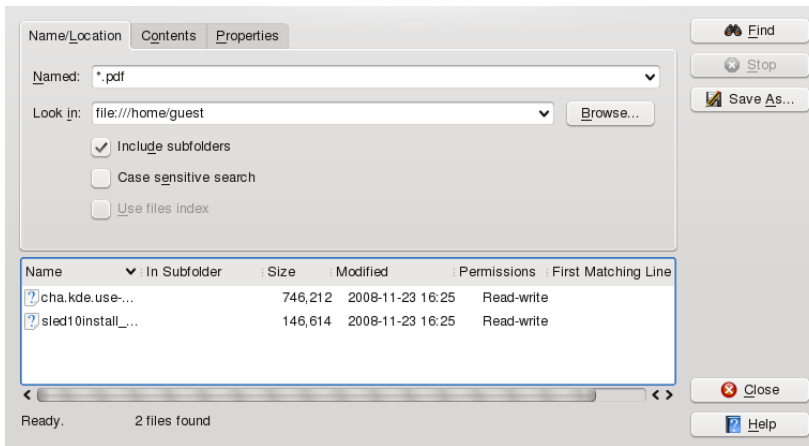 Name/Location Contents Properties
Named: *.pdf
Look in: file:///home/guest Browse...
Include subfolders
Case sensitive search
Use files index
Name In Subfolder Size Modified Permissions First Matching Line
cha.kde.use-... 746,212 2008-11-23 16:25 Read-write
sled10install_... 146,614 2008-11-23 16:25 Read-write
Ready. 2 files found
Find
Stop
Save As...
Close
Help